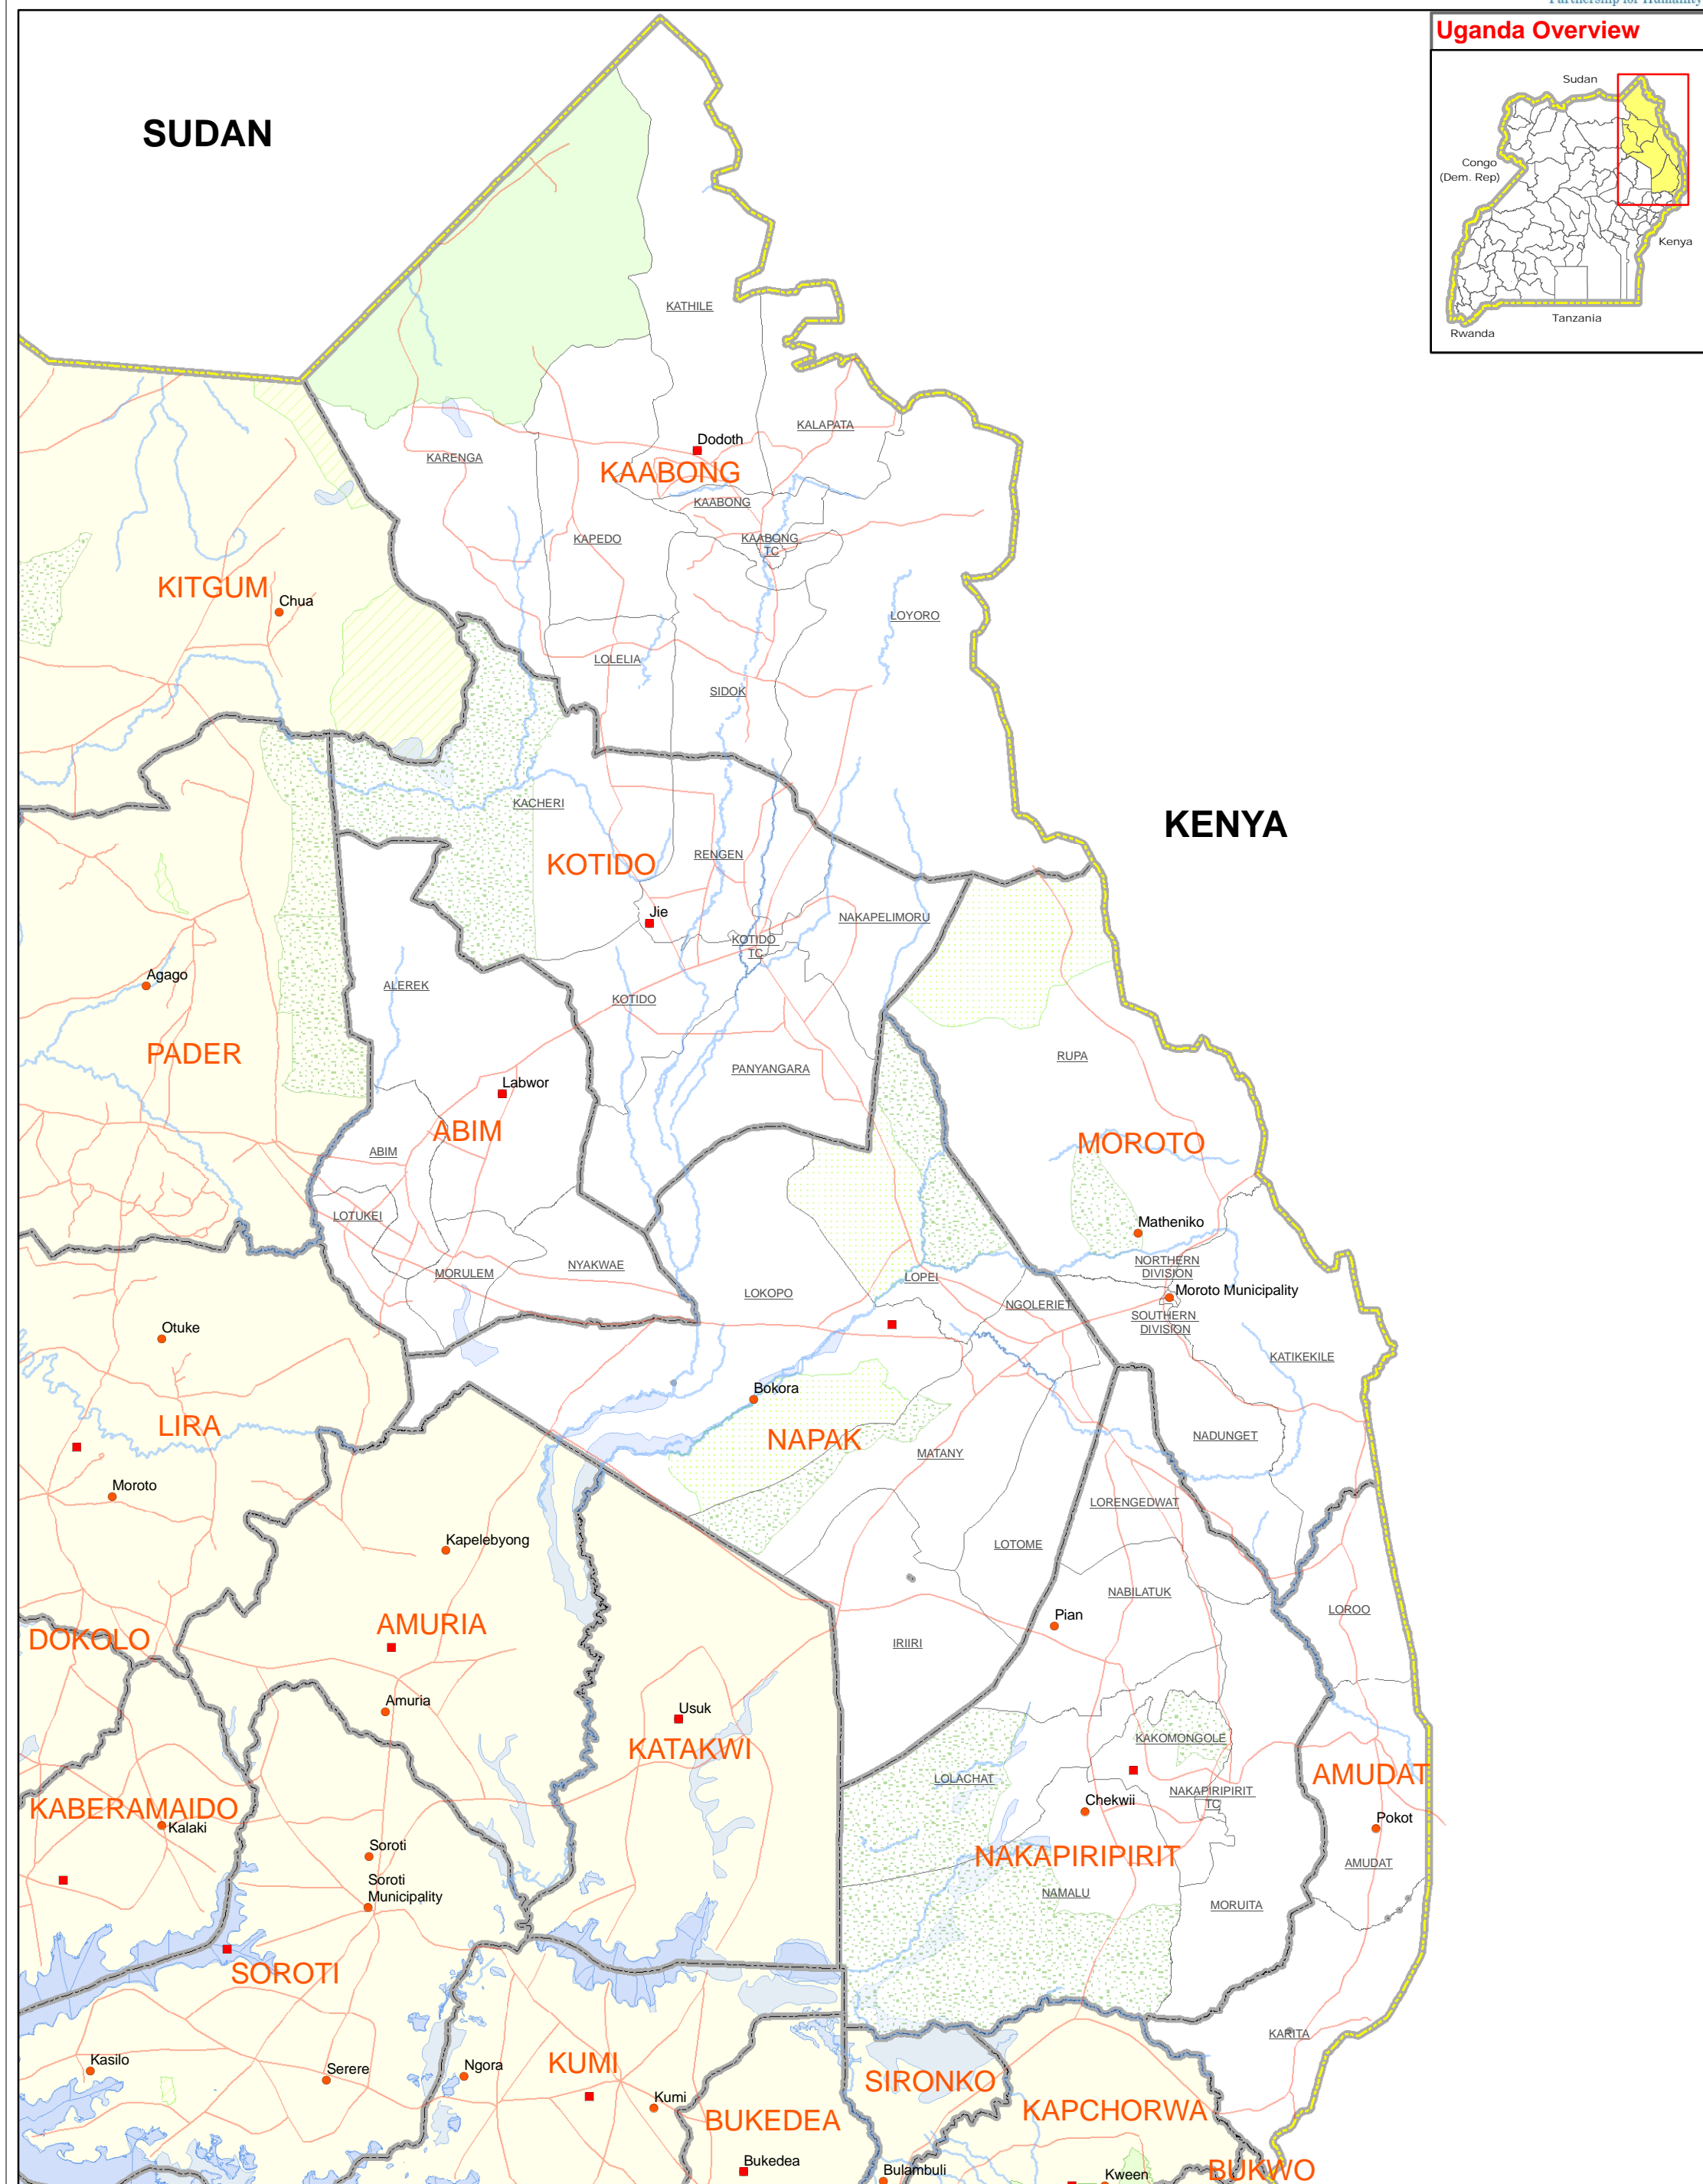 Partnership for Humanity
Uganda Overview
Sudan
Congo
(Dem. Rep)
Kenya
Tanzania
Rwanda
SUDAN
KATHILE
KALAPATA
Dodoth
KAABONG
KARENGA
KAABONG
KAPEDO
KAABONG
TC
KITGUM
Chua
LOYORO
LOLELIA
SIDOK
KACHERI
KENYA
RENGEN
KOTIDO
Jie
NAKAPELIMORU
KOTIDO
TC
Agago
ALEREK
KOTIDO
PADER
RUPA
PANYANGARA
Labwor
ABIM
MOROTO
ABIM
LOTUKEI
Matheniko
NYAKWAE
MORULEM
NORTHERN
DIVISION
LOPEI
LOKOPO
Moroto Municipality
NGOLERIET
SOUTHERN
DIVISION
Otuke
KATIKEKILE
Bokora
LIRA
NAPAK
NADUNGET
MATANY
Moroto
LORENGEDWAT
Kapelebyong
LOTOME
NABILATUK
LOROO
Pian
AMURIA
DOKOLO
IRIIRI
Amuria
Usuk
KATAKWI
KAKOMONGOLE
AMUDAT
LOLACHAT
NAKAPIRIPIRIT
TC
KABERAMAIDO
Kalaki
Chekwii
Pokot
Soroti
NAKAPIRIPIRIT
AMUDAT
Soroti
Municipality
NAMALU
MORUITA
SOROTI
KARITA
Kasilo
Serere
Ngora
KUMI
SIRONKO
Kumi
BUKEDEA
KAPCHORWA
Bukedea
Bulambuli
Kween
BUKWO